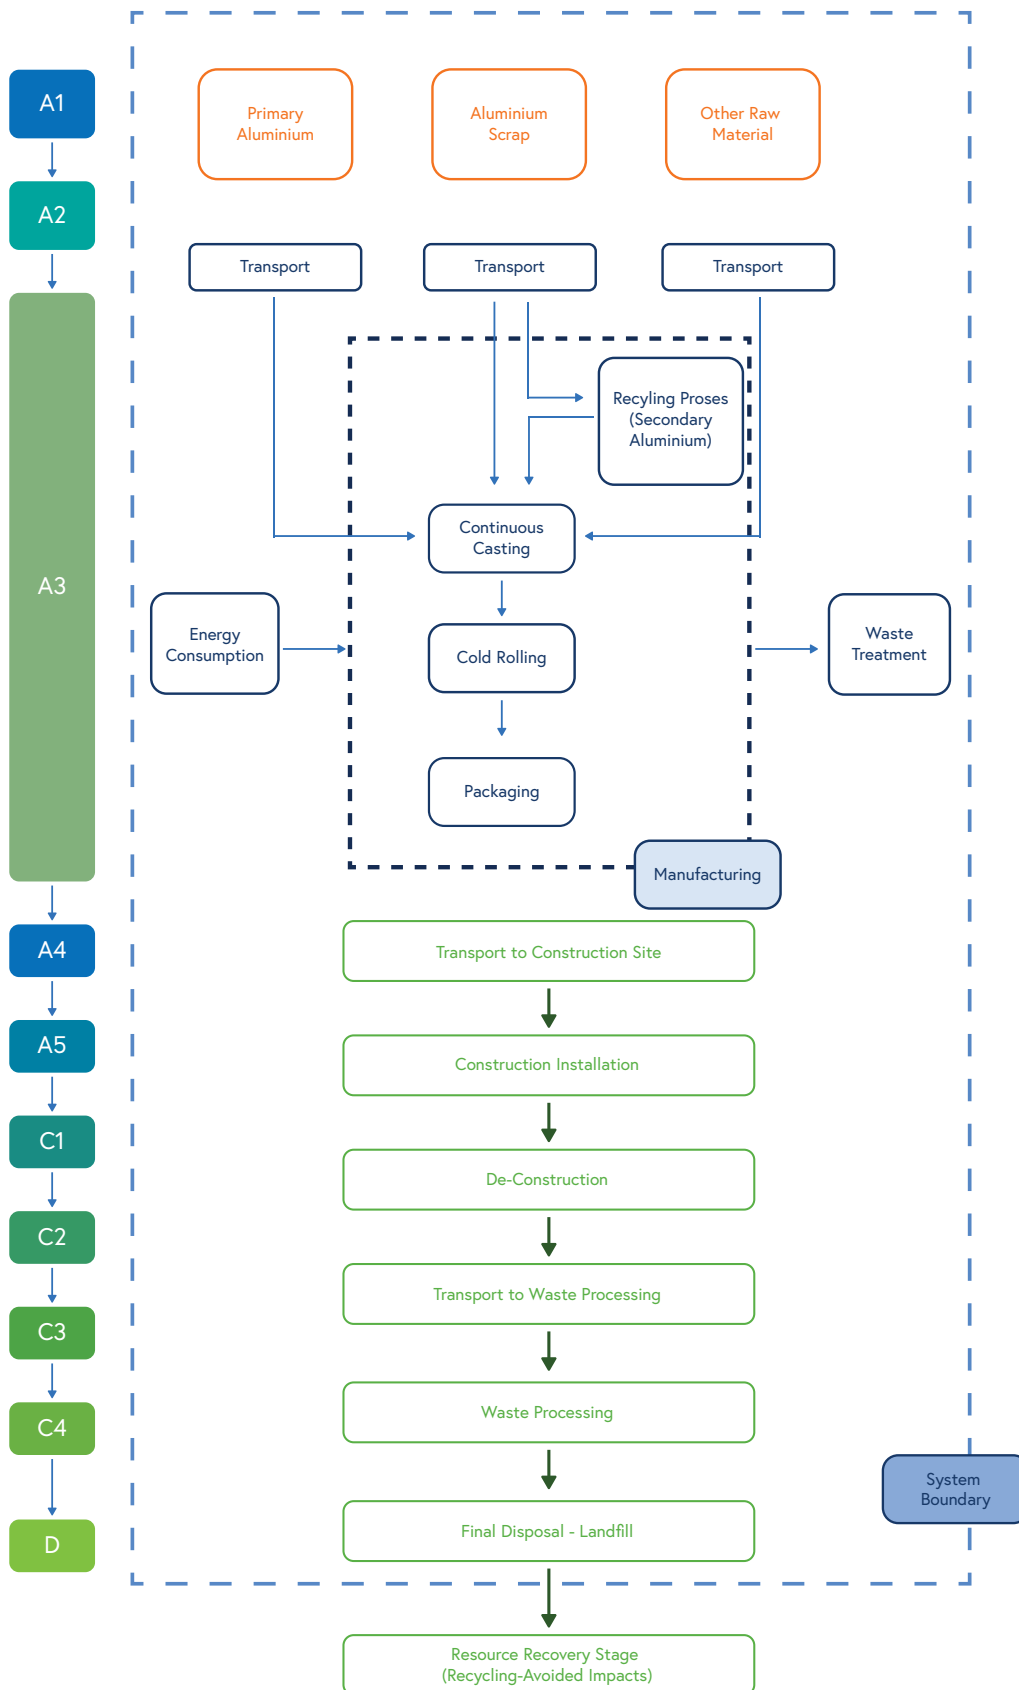 A1
Primary
Aluminium
Aluminium
Scrap
Other Raw
Material
A2
Transport
Transport
Transport
A3
Recyling Proses
(Secondary
Aluminium)
Continuous
Casting
Energy
Consumption
Cold Rolling
Waste
Treatment
Packaging
Manufacturing
A4
Transport to Construction Site
A5
Construction Installation
C1
De-Construction
C2
Transport to Waste Processing
C3
Waste Processing
C4
System
Boundary
Final Disposal - Landfill
D
Resource Recovery Stage
(Recycling-Avoided Impacts)